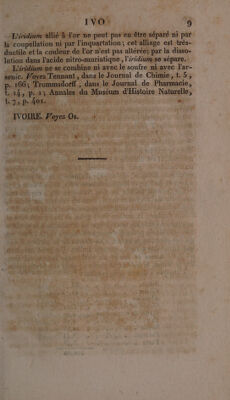 IVO 9
L'iridium allié à l'or ne peut pas en être séparé ni par
la coupellation ni par l'inquartation; cet alliage est très-
ductile et la couleur de l'or n'est pas altérée; par la disso-
lution dans l'acide nitro-muriatique, l'iridium se sépare.
L'iridium ne se combine ni avec le soufre ni avec l'ar-
senic. Voyez Tennant, dans le Journal de Chimie, t. 5,
p. 166; Trummsdorff, dans le Journal de Pharmacie,
t. 14, p. 1; Annales du Muséum d'Histoire Naturelle,
t. 7, p. 401.
IVOIRE. Voyez Os.